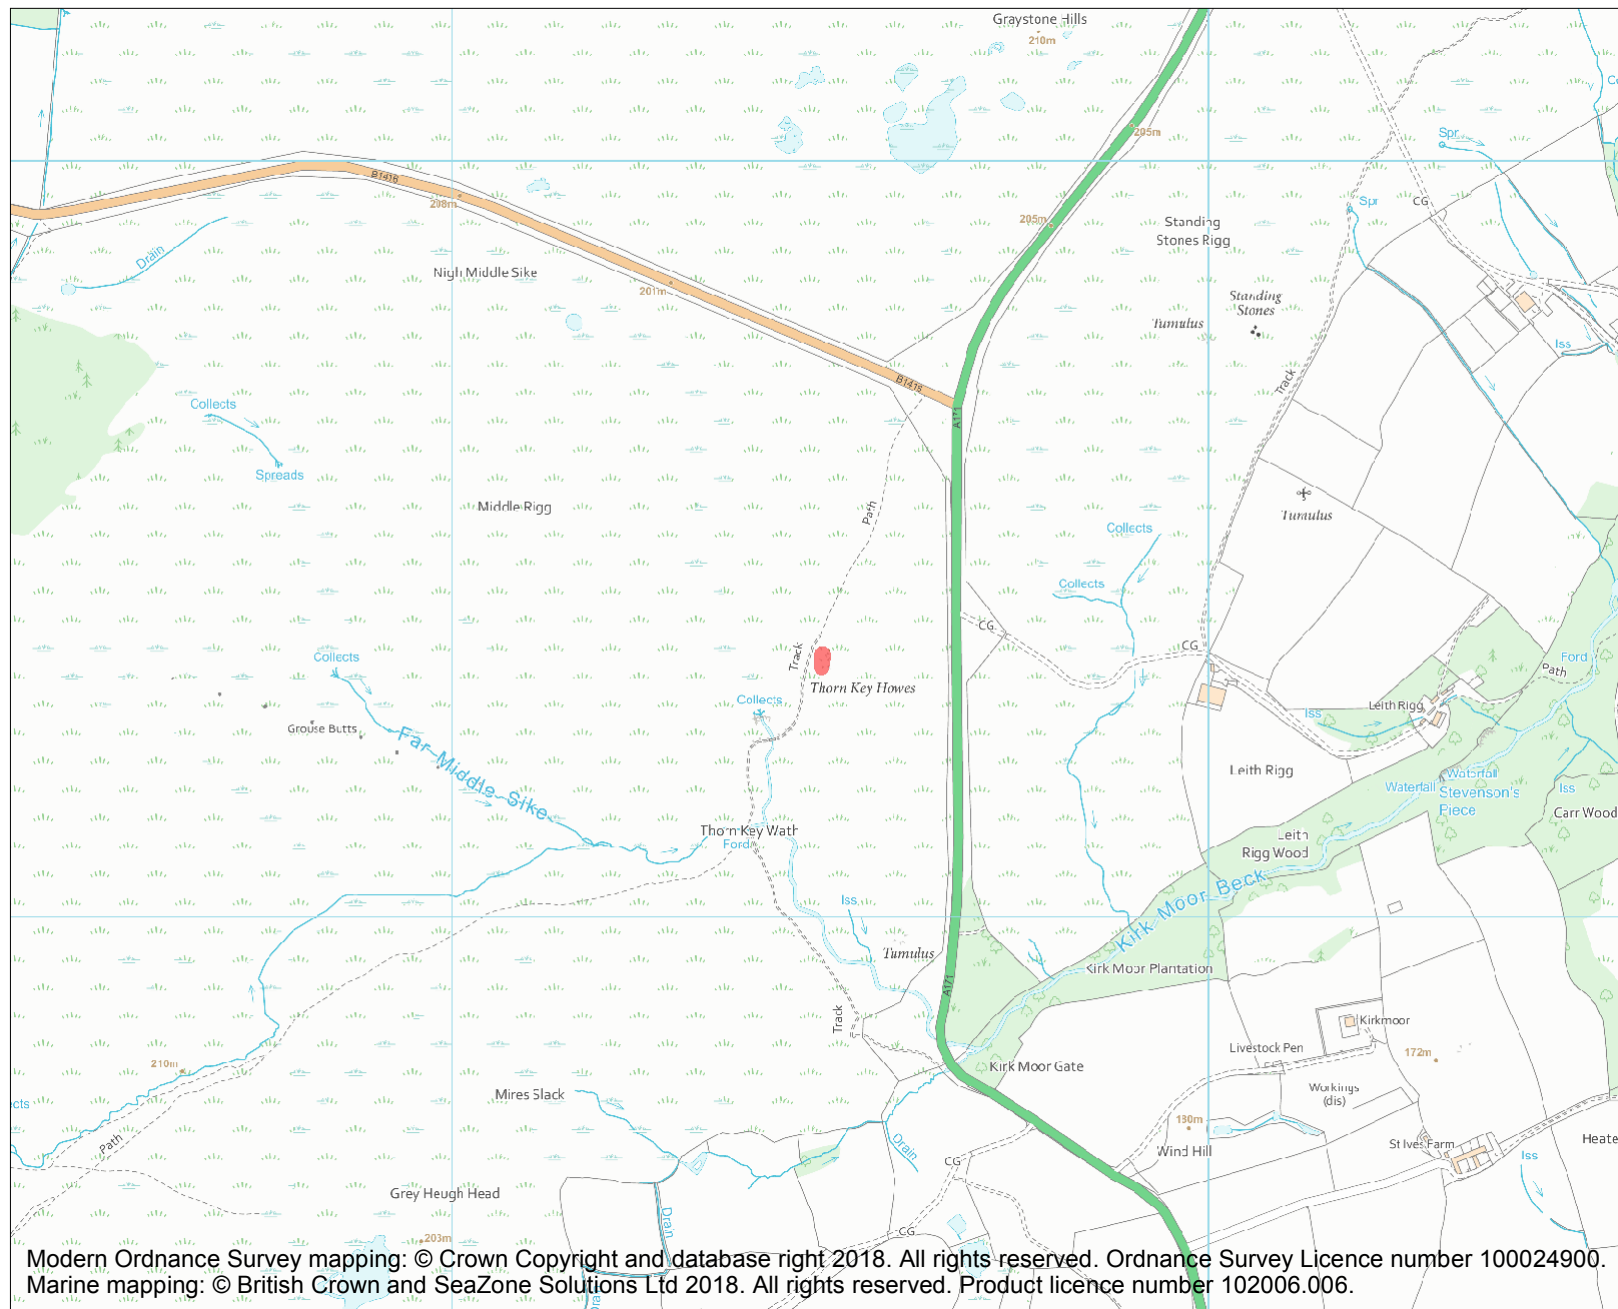 Graystone Hills
210m
205m
Spr
B1416
208m
205m
Standing
Stones Rigg
Spr
CG
Drain
Nigh Middle Sike
201m
Standing
Stones
Tumulus
Iss
B1416
A171
Track
Collects
Spreads
Middle Rigg
Path
Tumulus
Collects
Collects
CG
CG
Track
Collects
Ford
Path
Thorn Key Howes
Collects
Leith Rigg
Iss
Grouse Butts
Far Middle Sike
Leith Rigg
Waterfall
Waterfall
Stevenson's
Piece
Iss
Carr Wood
Thorn Key Wath
Ford
Leith
Rigg Wood
Iss
Kirk Moor Beck
Tumulus
Kirk Moor Plantation
A171
Track
Kirkmoor
Livestock Pen
172m
210m
Kirk Moor Gate
Mires Slack
Workings
(dis)
ects
Path
Drain
180m
Wind Hill
St Ives Farm
Heate
CG
Iss
Grey Heugh Head
Drain
CG
203m
Modern Ordnance Survey mapping: © Crown Copyright and database right 2018. All rights reserved. Ordnance Survey Licence number 100024900.
Marine mapping: © British Crown and SeaZone Solutions Ltd 2018. All rights reserved. Product licence number 102006.006.